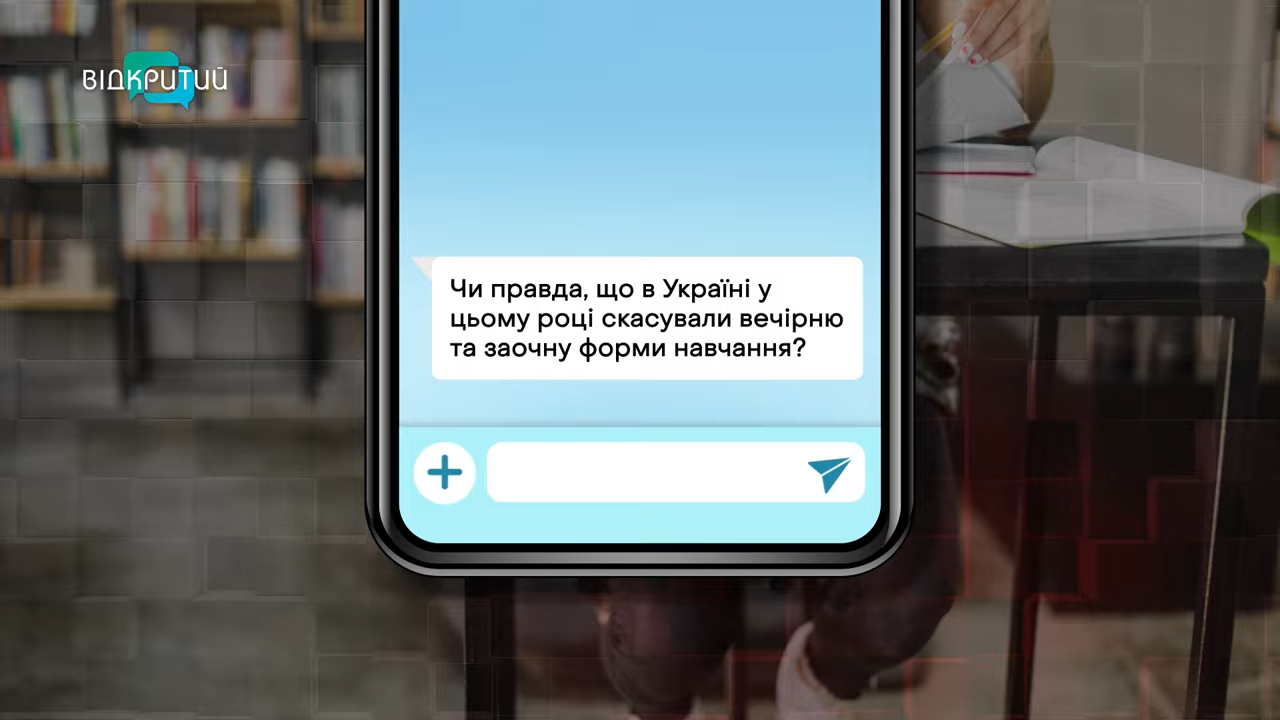 ВІДКРИТИЙ
Чи правда, що в Україні у
цьому році скасували вечірню
та заочну форми навчання?